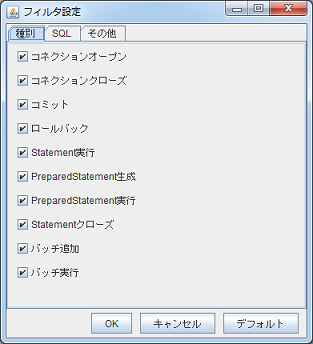 フィルタ設定
種別 SQL その他
コネクションオープン
コネクションクローズ
コミット
ロールバック
Statement実行
PreparedStatement生成
PreparedStatement実行
Statementクローズ
バッチ追加
バッチ実行
OK キャンセル デフォルト